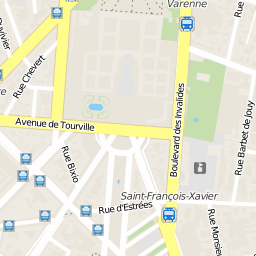 Varenne
Duvivier
Rue Chevert
Boulevard des Invalides
Rue Barbet de Jouy
Avenue de Tourville
Rue Bixio
Saint-François-Xavier
Rue d'Estrées
Rue Monsie